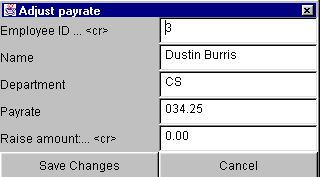 Adjust payrate
Employee ID ... <cr> 3
Name Dustin Burris
Department CS
Payrate 034.25
Raise amount:... <cr> 0.00
Save Changes Cancel